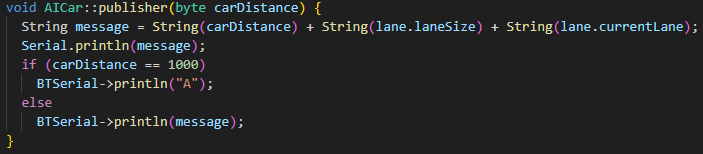 void AICar::publisher(byte carDistance) {
  String message = String(carDistance) + String(lane.laneSize) + String(lane.currentLane);
  Serial.println(message);
  if (carDistance == 1000)
    BTSerial->println("A");
  else
    BTSerial->println(message);
}